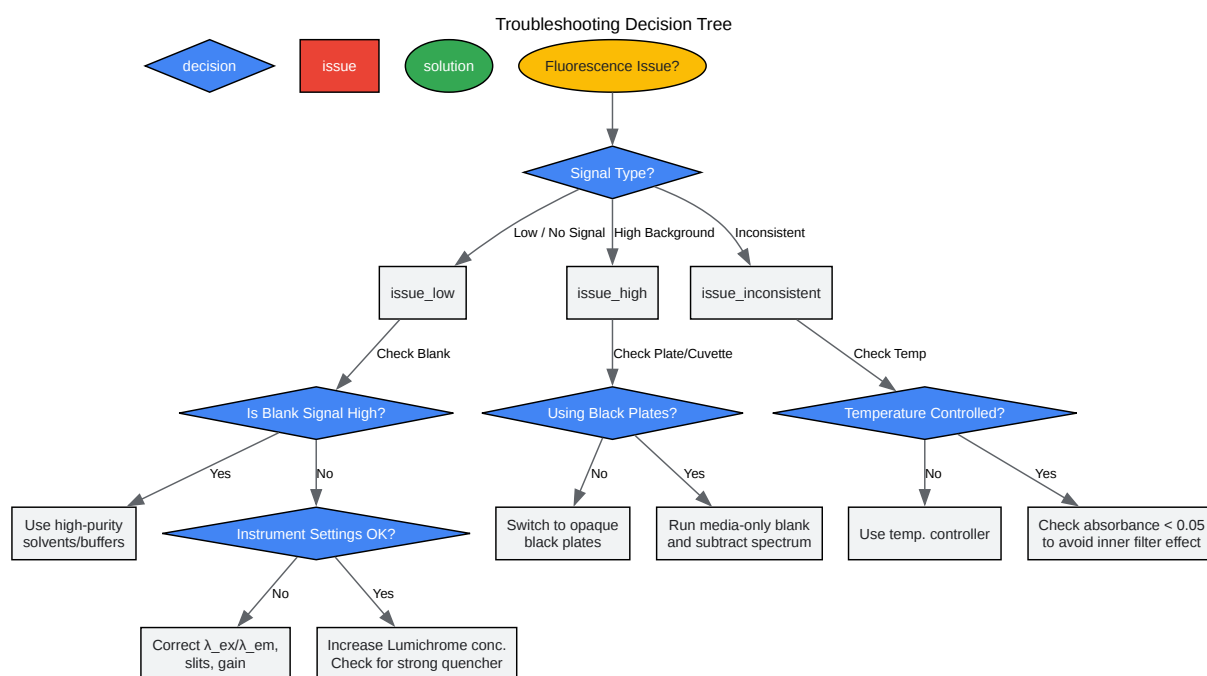 Troubleshooting Decision Tree
decision
issue
solution
Fluorescence Issue?
Signal Type?
Low / No Signal
High Background
Inconsistent
issue_low
issue_high
issue_inconsistent
Check Blank
Check Plate/Cuvette
Check Temp
Is Blank Signal High?
Using Black Plates?
Temperature Controlled?
Yes
No
No
Yes
No
Yes
Use high-purity
solvents/buffers
Instrument Settings OK?
Switch to opaque
black plates
Run media-only blank
and subtract spectrum
Use temp. controller
Check absorbance < 0.05
to avoid inner filter effect
No
Yes
Correct λ_ex/λ_em,
slits, gain
Increase Lumichrome conc.
Check for strong quencher